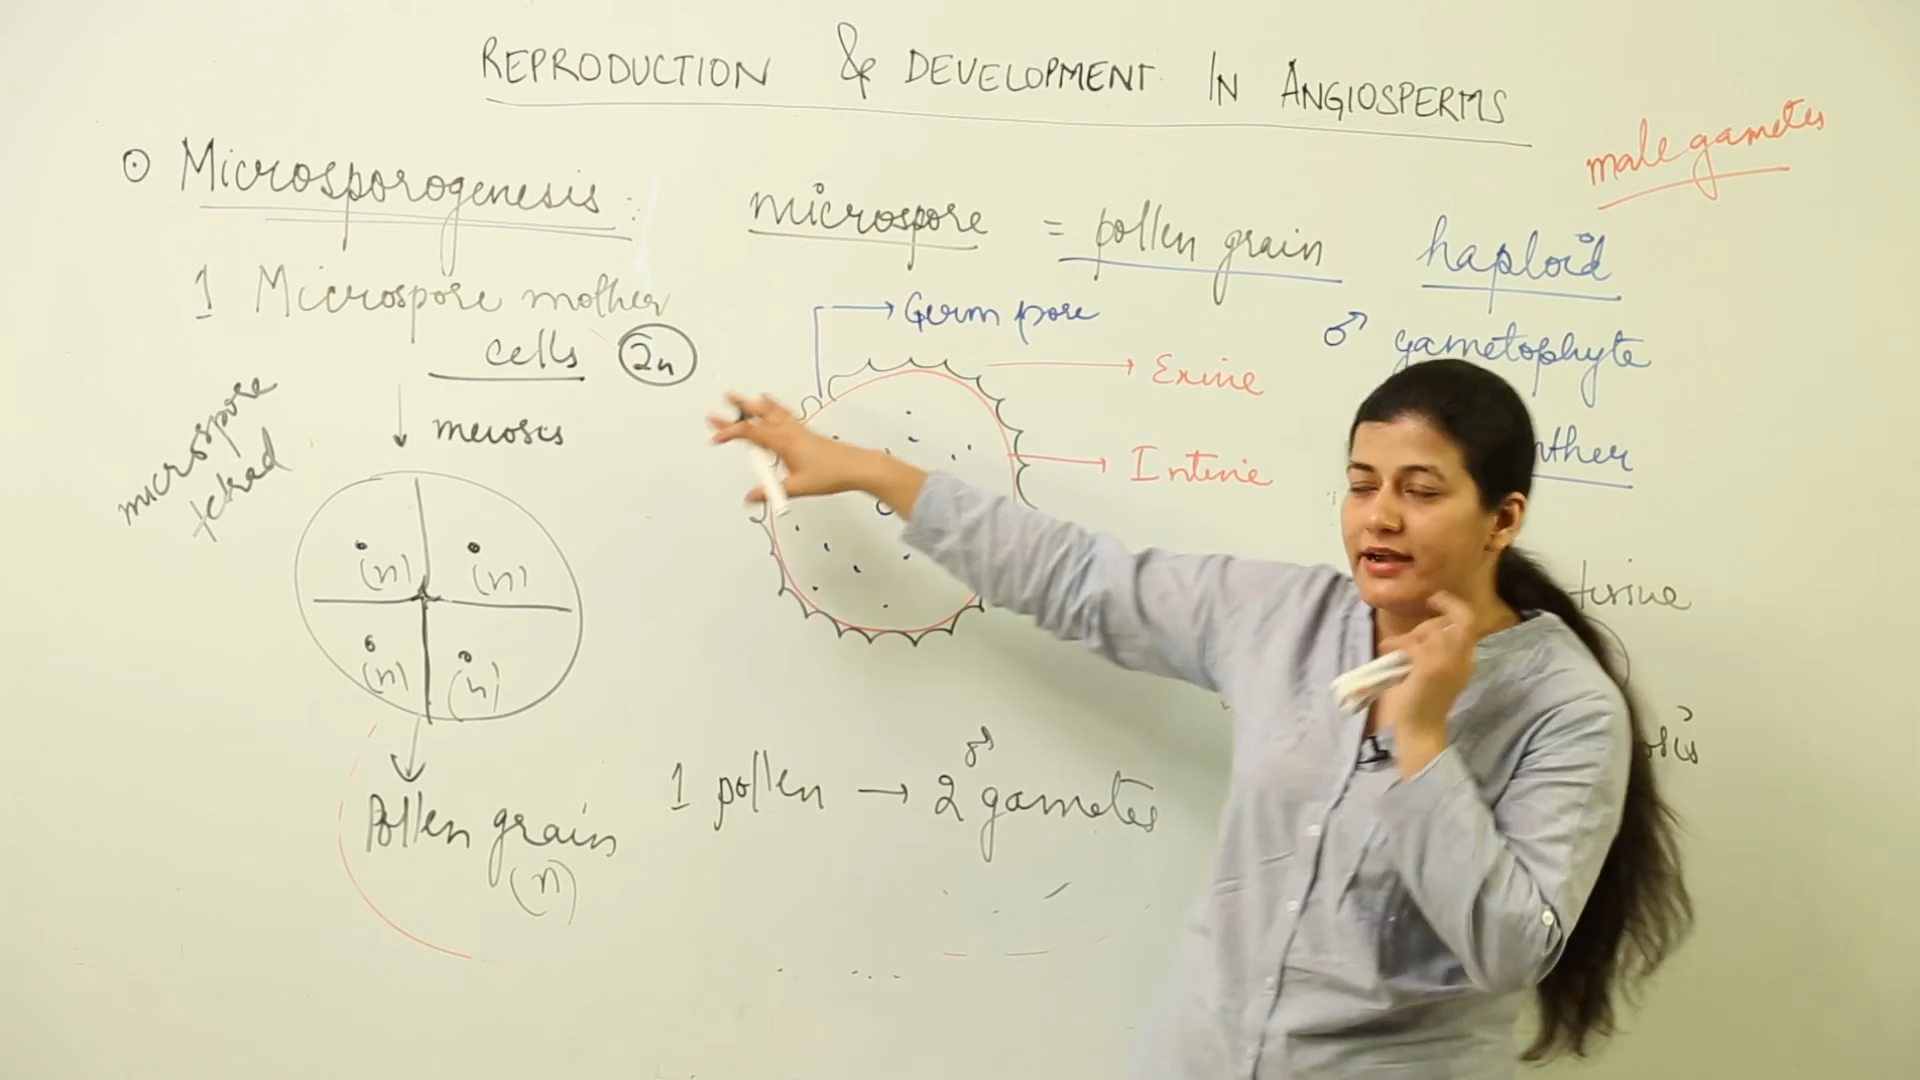 REPRODUCTION & DEVELOPMENT IN ANGIOSPERMS
male gametes
⊙ Microsporogenesis :
microspore = pollen grain
haploid
1 Microspore mother
cells 2n
Germ pore
♂ gametophyte
Exine
microspore
tetrad
meiosis
Intine
(n) (n)
(n) (n)
1 pollen → 2 ♂ gametes
Pollen grain
(n)